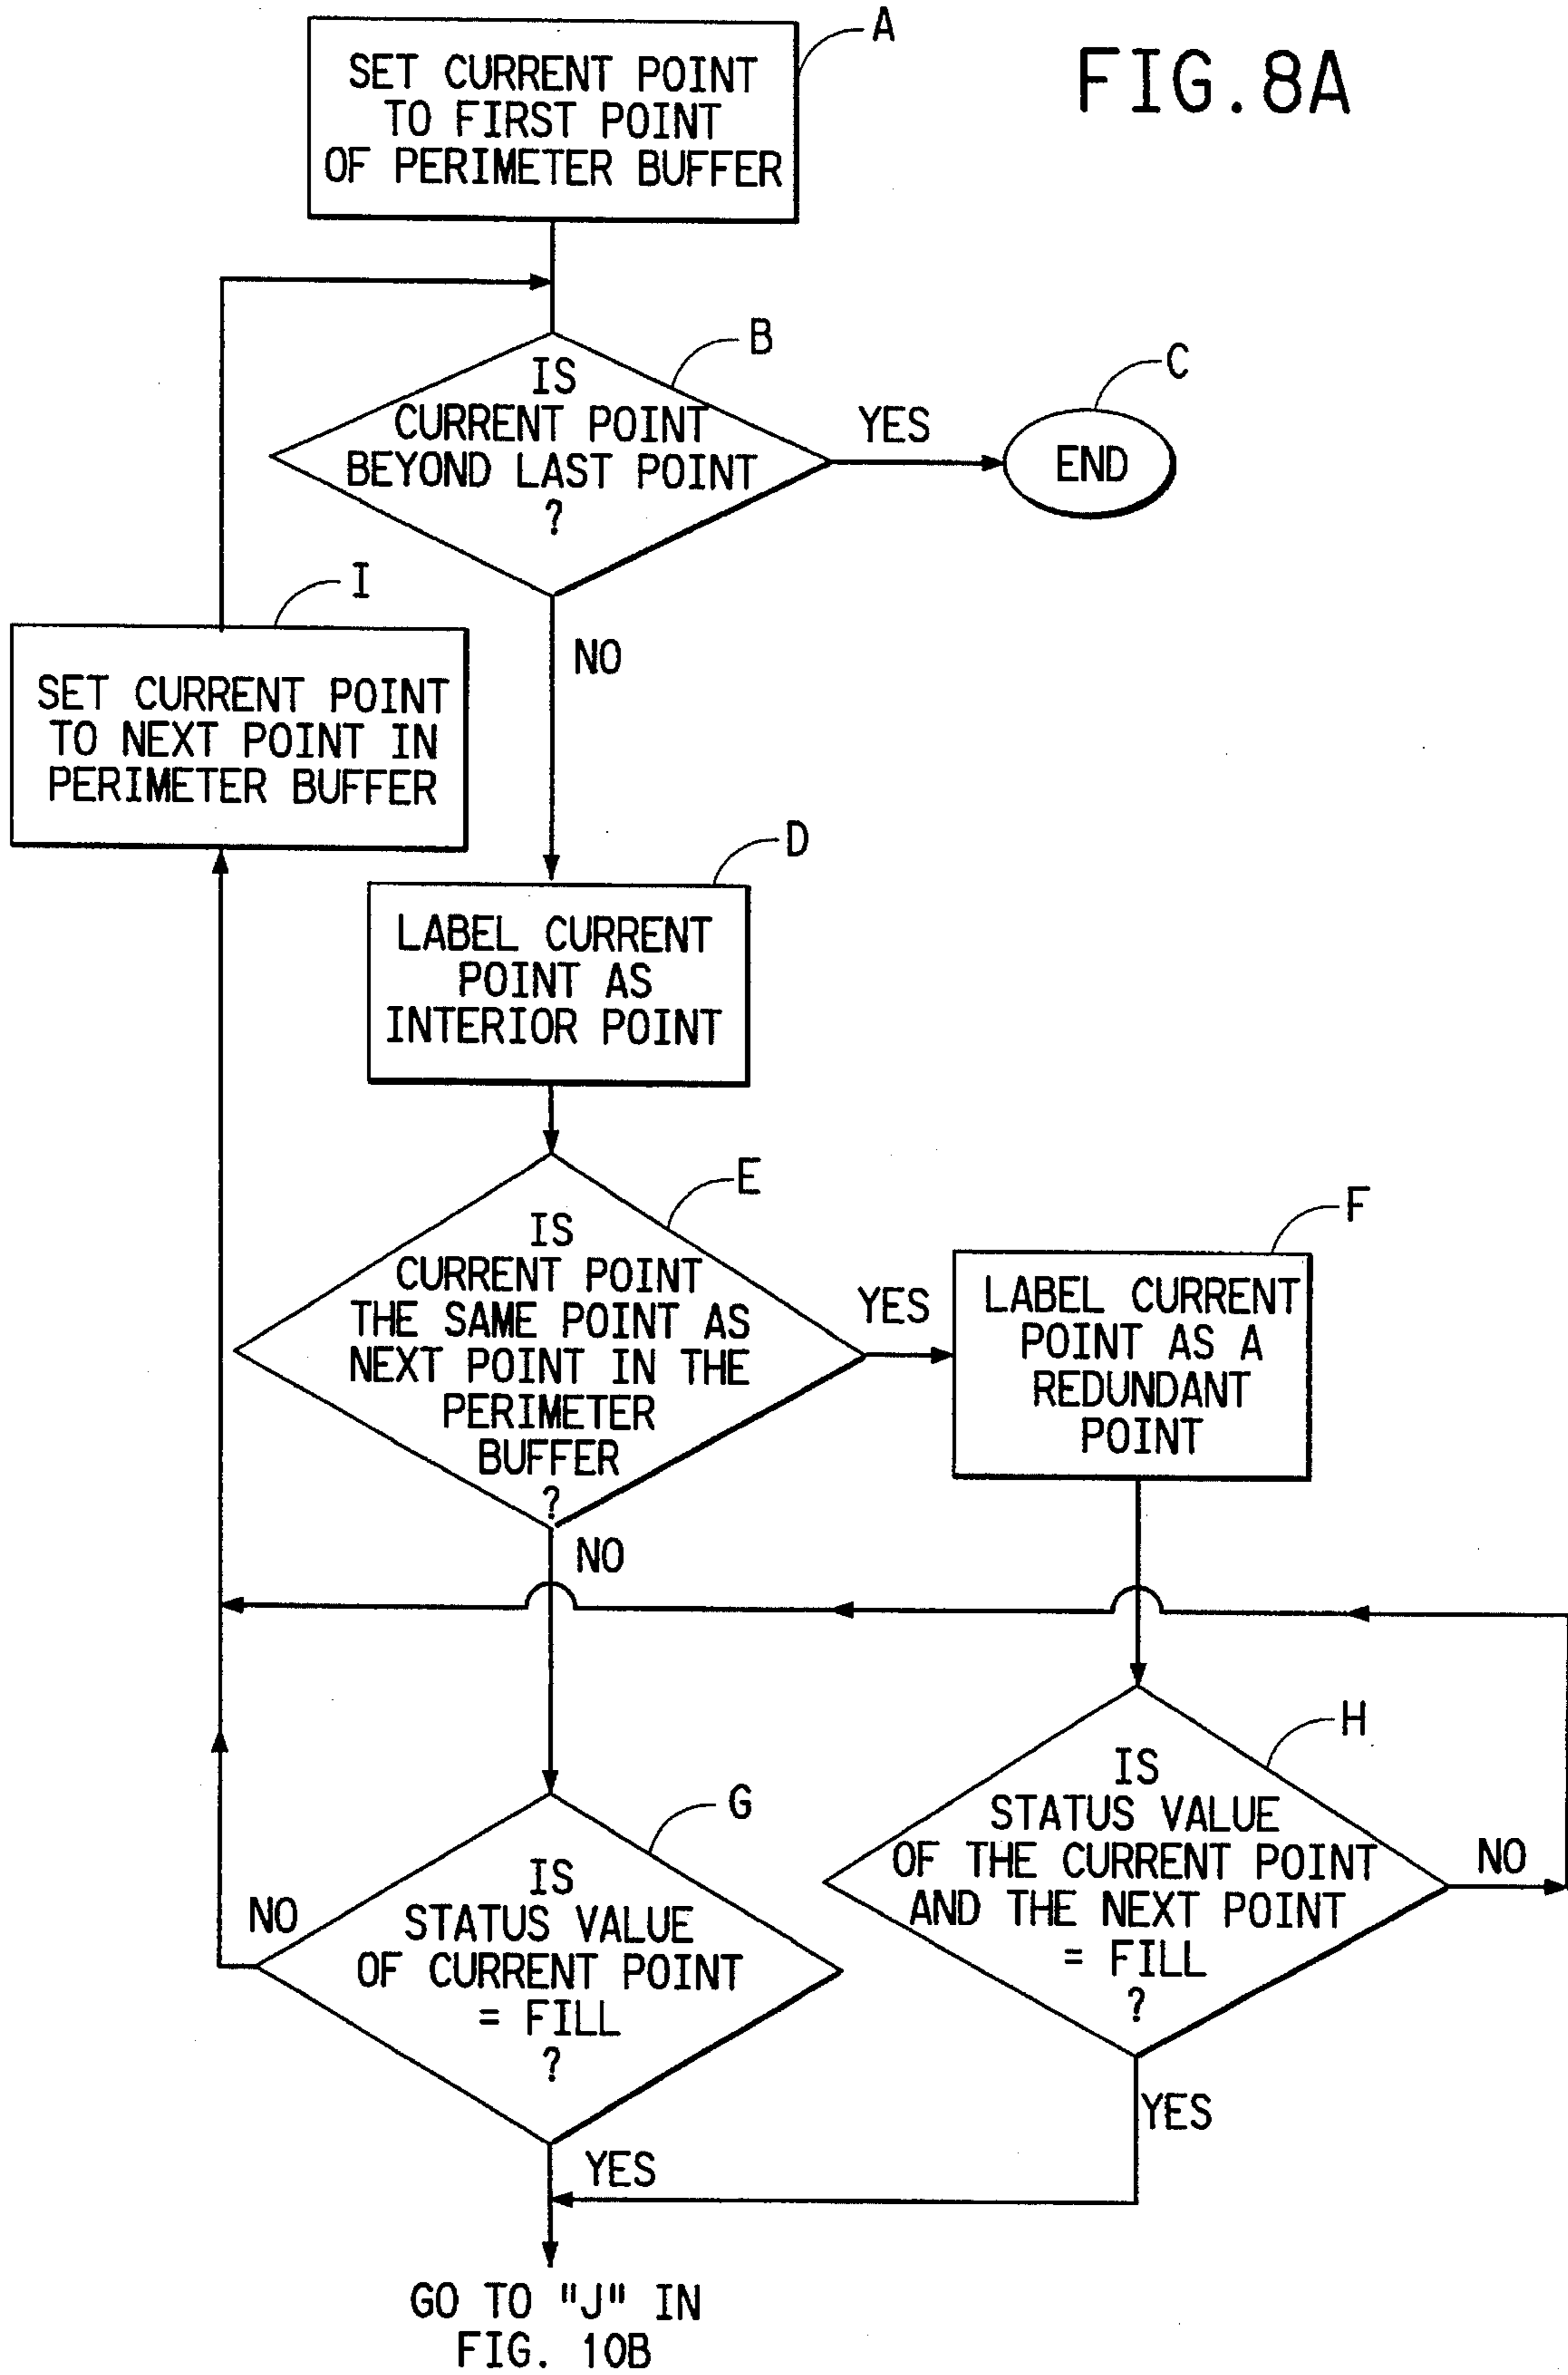 FIG. 8A
A
SET CURRENT POINT
TO FIRST POINT
OF PERIMETER BUFFER
B
IS
CURRENT POINT
BEYOND LAST POINT
?
YES
C
END
NO
I
SET CURRENT POINT
TO NEXT POINT IN
PERIMETER BUFFER
D
LABEL CURRENT
POINT AS
INTERIOR POINT
E
IS
CURRENT POINT
THE SAME POINT AS
NEXT POINT IN THE
PERIMETER
BUFFER
?
YES
F
LABEL CURRENT
POINT AS A
REDUNDANT
POINT
NO
H
IS
STATUS VALUE
OF THE CURRENT POINT
AND THE NEXT POINT
= FILL
?
NO
YES
G
IS
STATUS VALUE
OF CURRENT POINT
= FILL
?
NO
YES
GO TO "J" IN
FIG. 10B